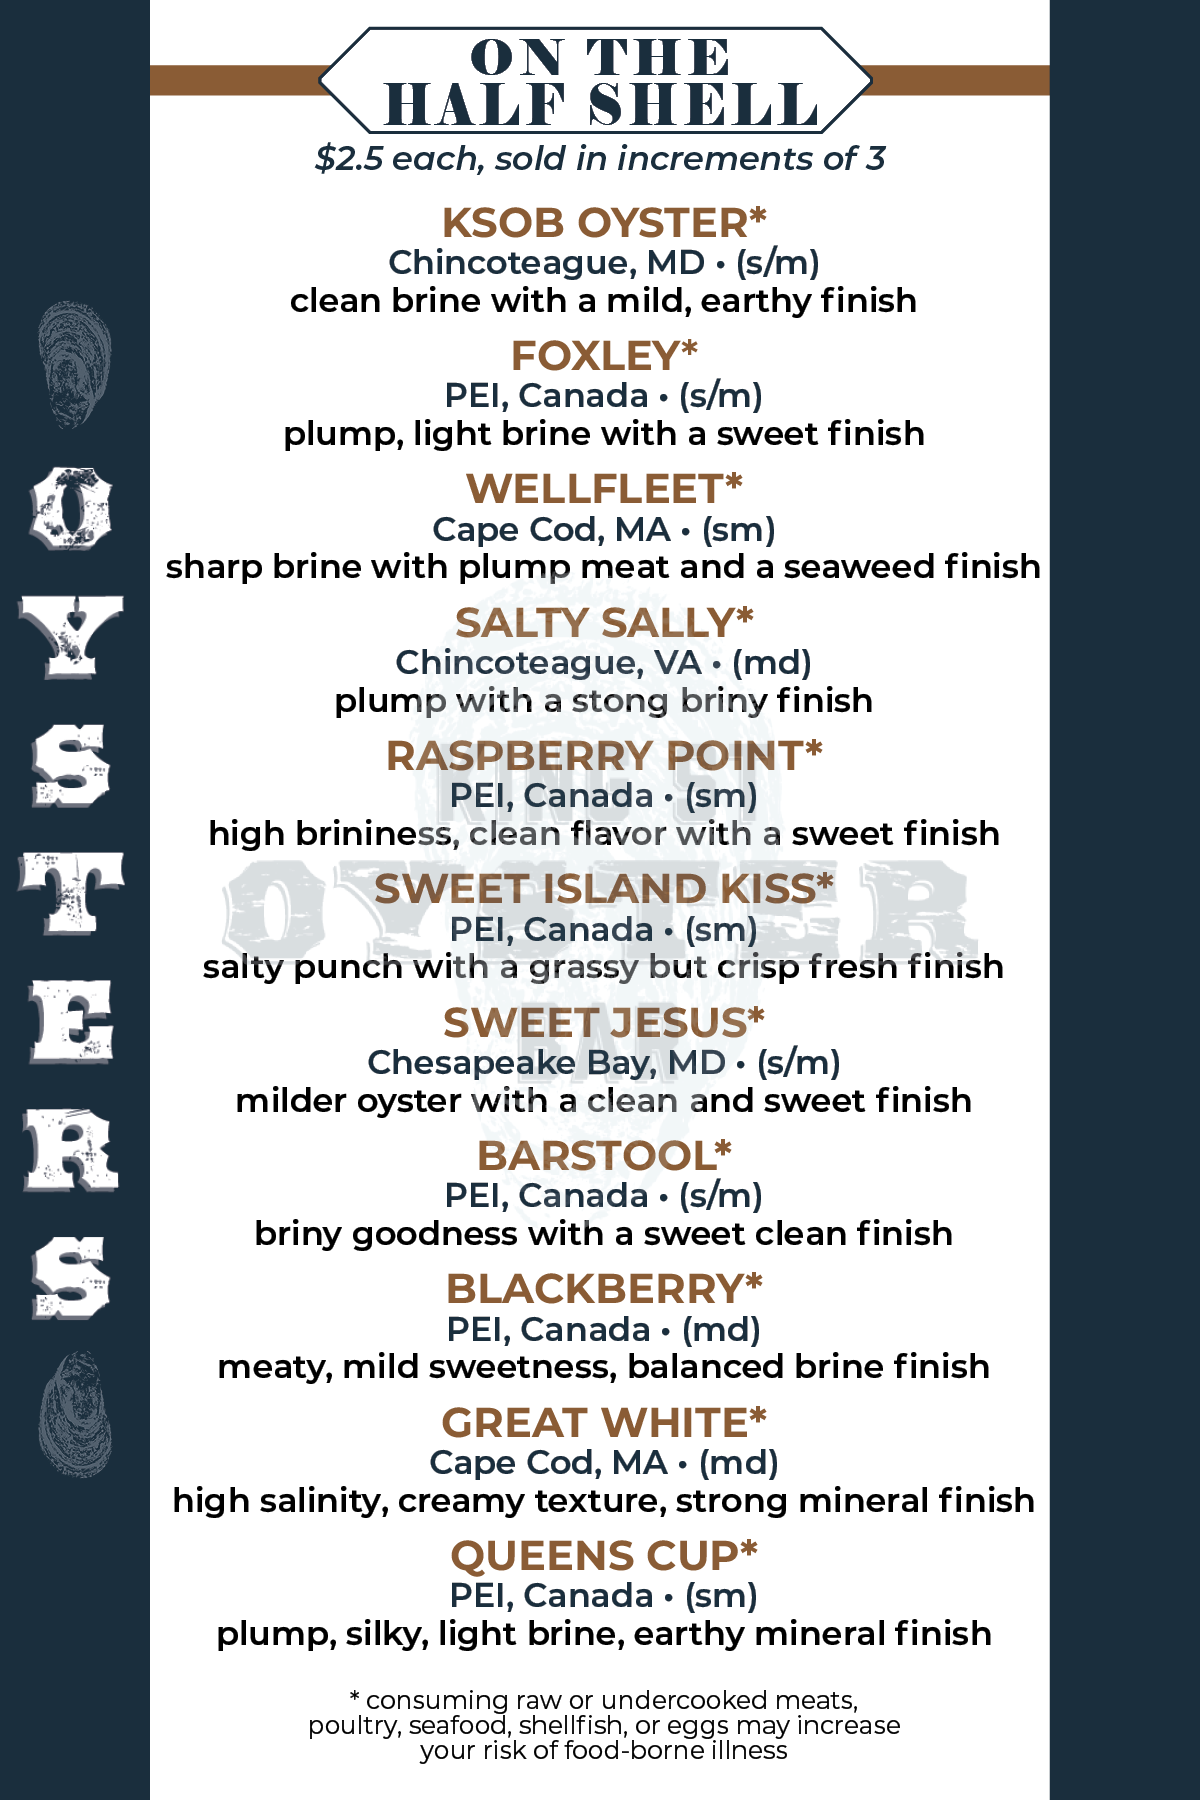 ON THE
HALF SHELL
$2.5 each, sold in increments of 3
KSOB OYSTER*
Chincoteague, MD • (s/m)
clean brine with a mild, earthy finish
FOXLEY*
PEI, Canada • (s/m)
plump, light brine with a sweet finish
WELLFLEET*
Cape Cod, MA • (sm)
sharp brine with plump meat and a seaweed finish
SALTY SALLY*
Chincoteague, VA • (md)
plump with a stong briny finish
RASPBERRY POINT*
PEI, Canada • (sm)
high brininess, clean flavor with a sweet finish
SWEET ISLAND KISS*
PEI, Canada • (sm)
salty punch with a grassy but crisp fresh finish
SWEET JESUS*
Chesapeake Bay, MD • (s/m)
milder oyster with a clean and sweet finish
BARSTOOL*
PEI, Canada • (s/m)
briny goodness with a sweet clean finish
BLACKBERRY*
PEI, Canada • (md)
meaty, mild sweetness, balanced brine finish
GREAT WHITE*
Cape Cod, MA • (md)
high salinity, creamy texture, strong mineral finish
QUEENS CUP*
PEI, Canada • (sm)
plump, silky, light brine, earthy mineral finish
* consuming raw or undercooked meats,
poultry, seafood, shellfish, or eggs may increase
your risk of food-borne illness
OYSTERS
KING ST
OYSTER
BAR